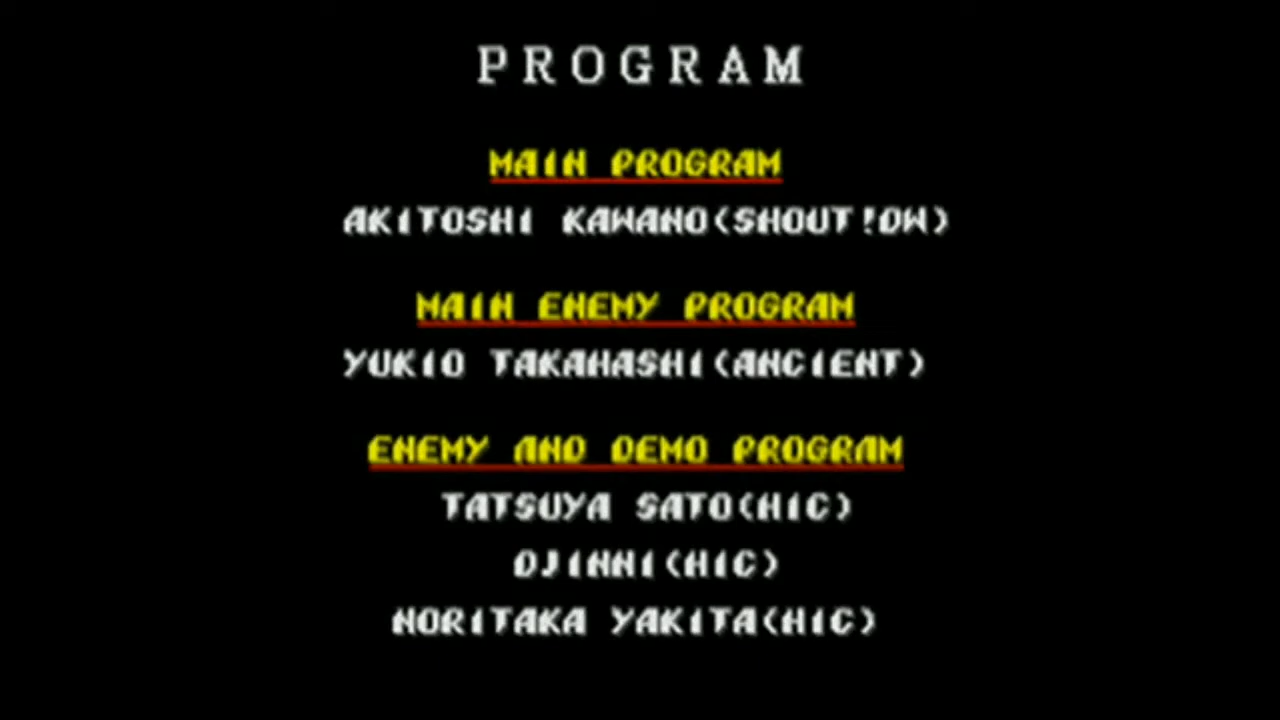 PROGRAM
MAIN PROGRAM
AKITOSHI KAWANO(SHOUT!DW)
MAIN ENEMY PROGRAM
YUKIO TAKAHASHI(ANCIENT)
ENEMY AND DEMO PROGRAM
TATSUYA SATO(HIC)
DJINNI(HIC)
NORITAKA YAKITA(HIC)